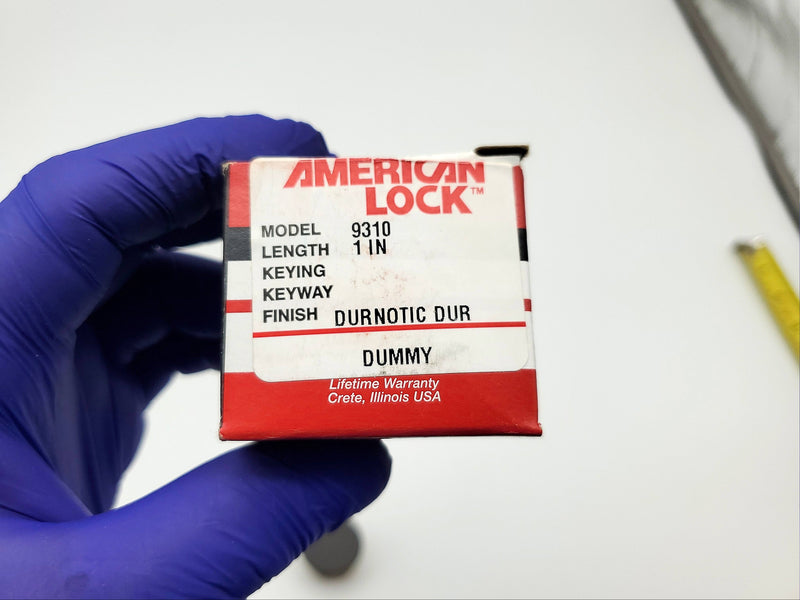 AMERICAN
LOCK™
MODEL 9310
LENGTH 1 IN
KEYING
KEYWAY
FINISH DURNOTIC DUR
DUMMY
Lifetime Warranty
Crete, Illinois USA